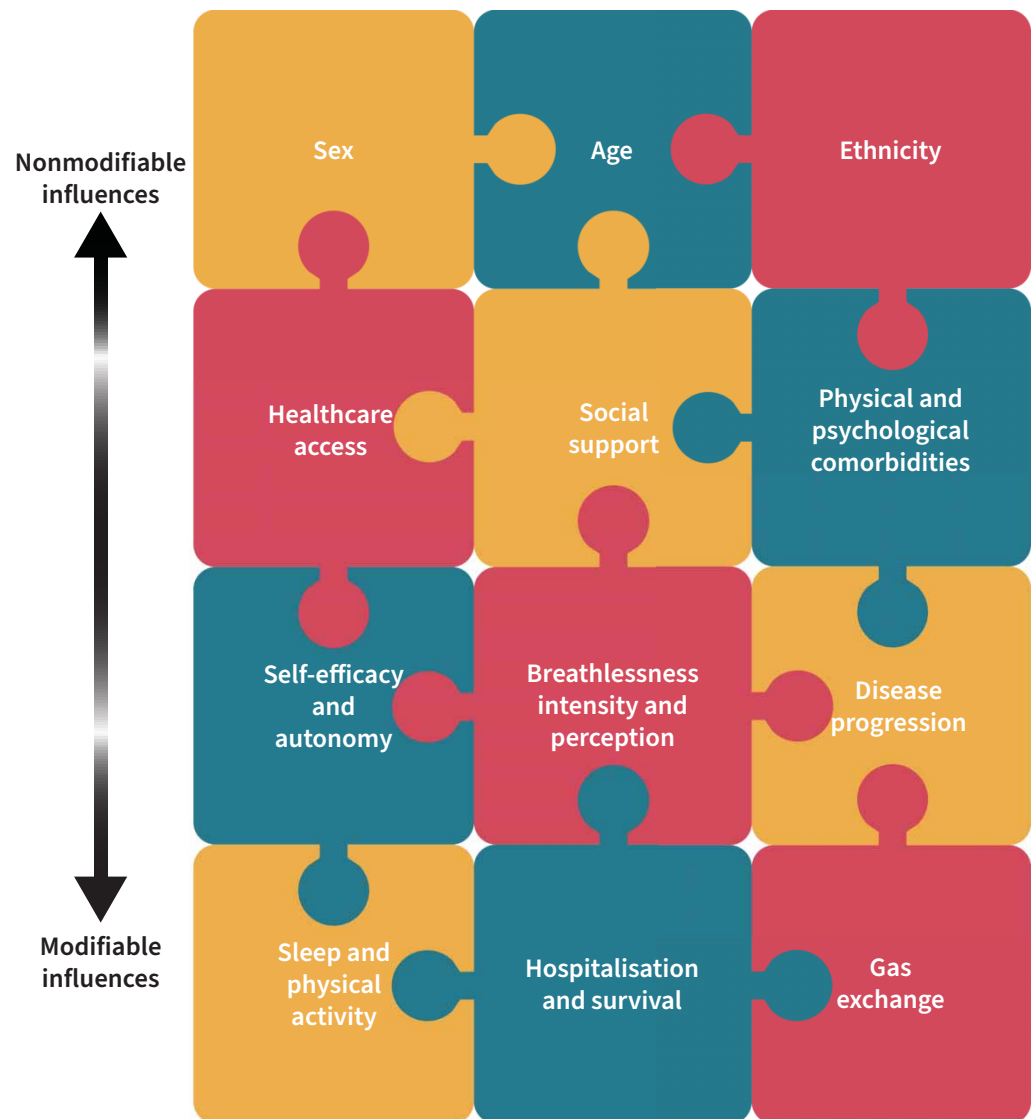 Nonmodifiable
influences
Sex
Age
Ethnicity
Healthcare
access
Social
support
Physical and
psychological
comorbidities
Self-efficacy
and
autonomy
Breathlessness
intensity and
perception
Disease
progression
Modifiable
influences
Sleep and
physical
activity
Hospitalisation
and survival
Gas
exchange